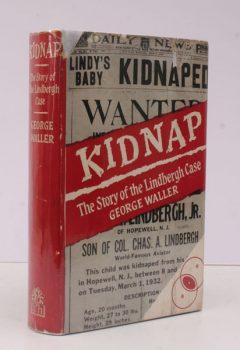 KIDNAP
The Story of
the Lindbergh
Case
GEORGE
WALLER
DAILY NEWS
LINDY'S
BABY KIDNAPED
WANTED
KIDNAP
The Story of the Lindbergh Case
GEORGE WALLER
LINDBERGH, JR.
OF HOPEWELL, N. J.
SON OF COL. CHAS. A. LINDBERGH
World-Famous Aviator
This child was kidnaped from his
in Hopewell, N. J., between 8 and
on Tuesday, March 1, 1932.
DESCRIPTION
Age, 20 months
Weight, 27 to 30 lbs.
Height, 29 inches